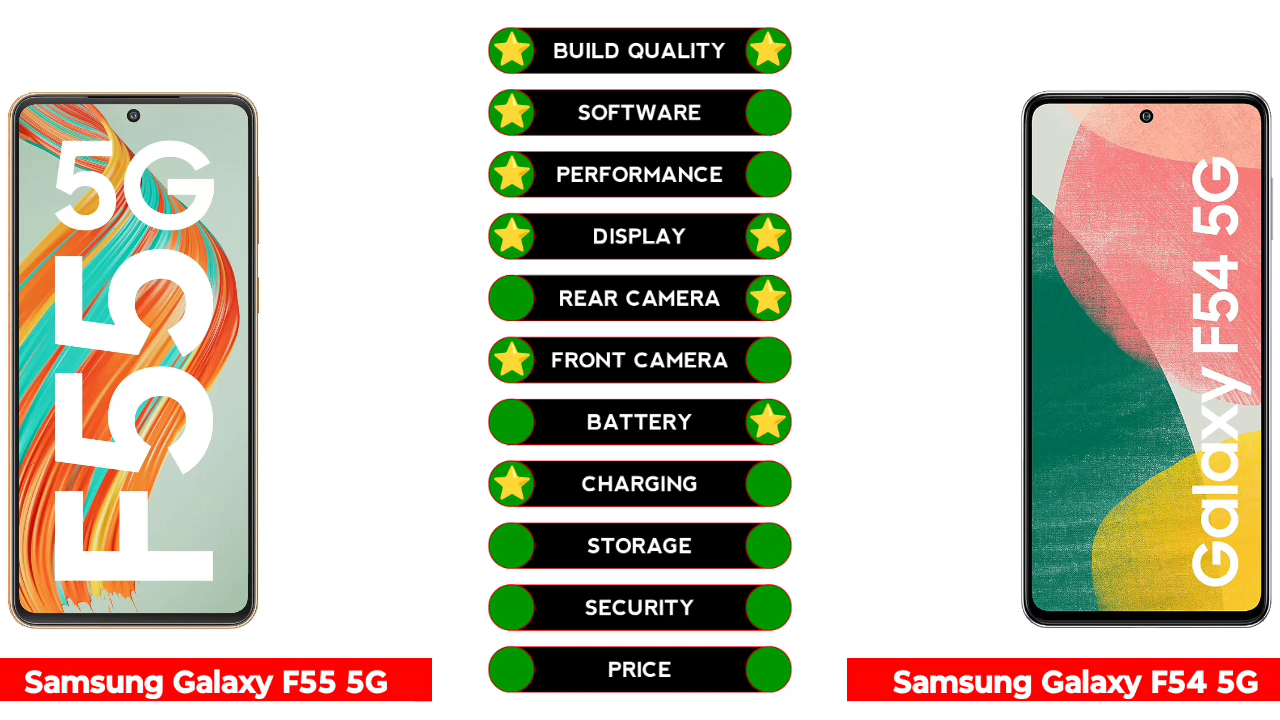 BUILD QUALITY
SOFTWARE
PERFORMANCE
DISPLAY
REAR CAMERA
FRONT CAMERA
BATTERY
CHARGING
STORAGE
SECURITY
PRICE
F55 5G
Galaxy F54 5G
Samsung Galaxy F55 5G
Samsung Galaxy F54 5G